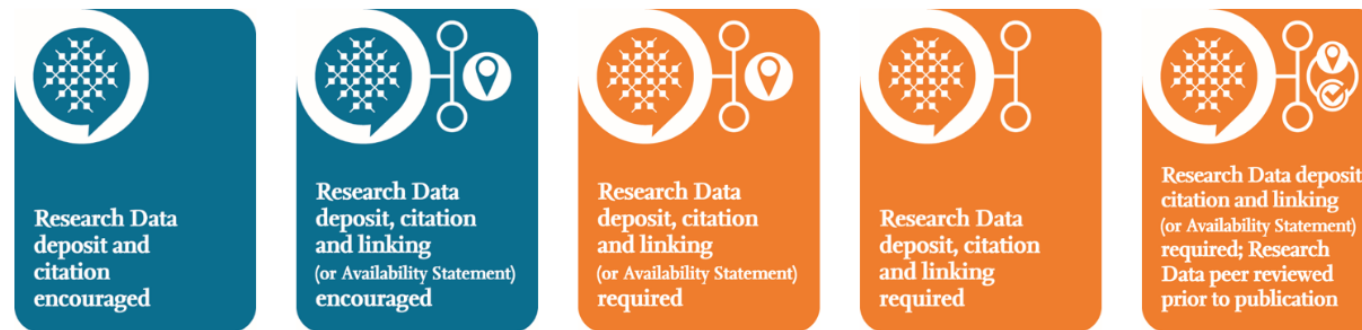 Research Data
deposit and
citation
encouraged
Research Data
deposit, citation
and linking
(or Availability Statement)
encouraged
Research Data
deposit, citation
and linking
(or Availability Statement)
required
Research Data
deposit, citation
and linking
required
Research Data deposit
citation and linking
(or Availability Statement)
required; Research
Data peer reviewed
prior to publication